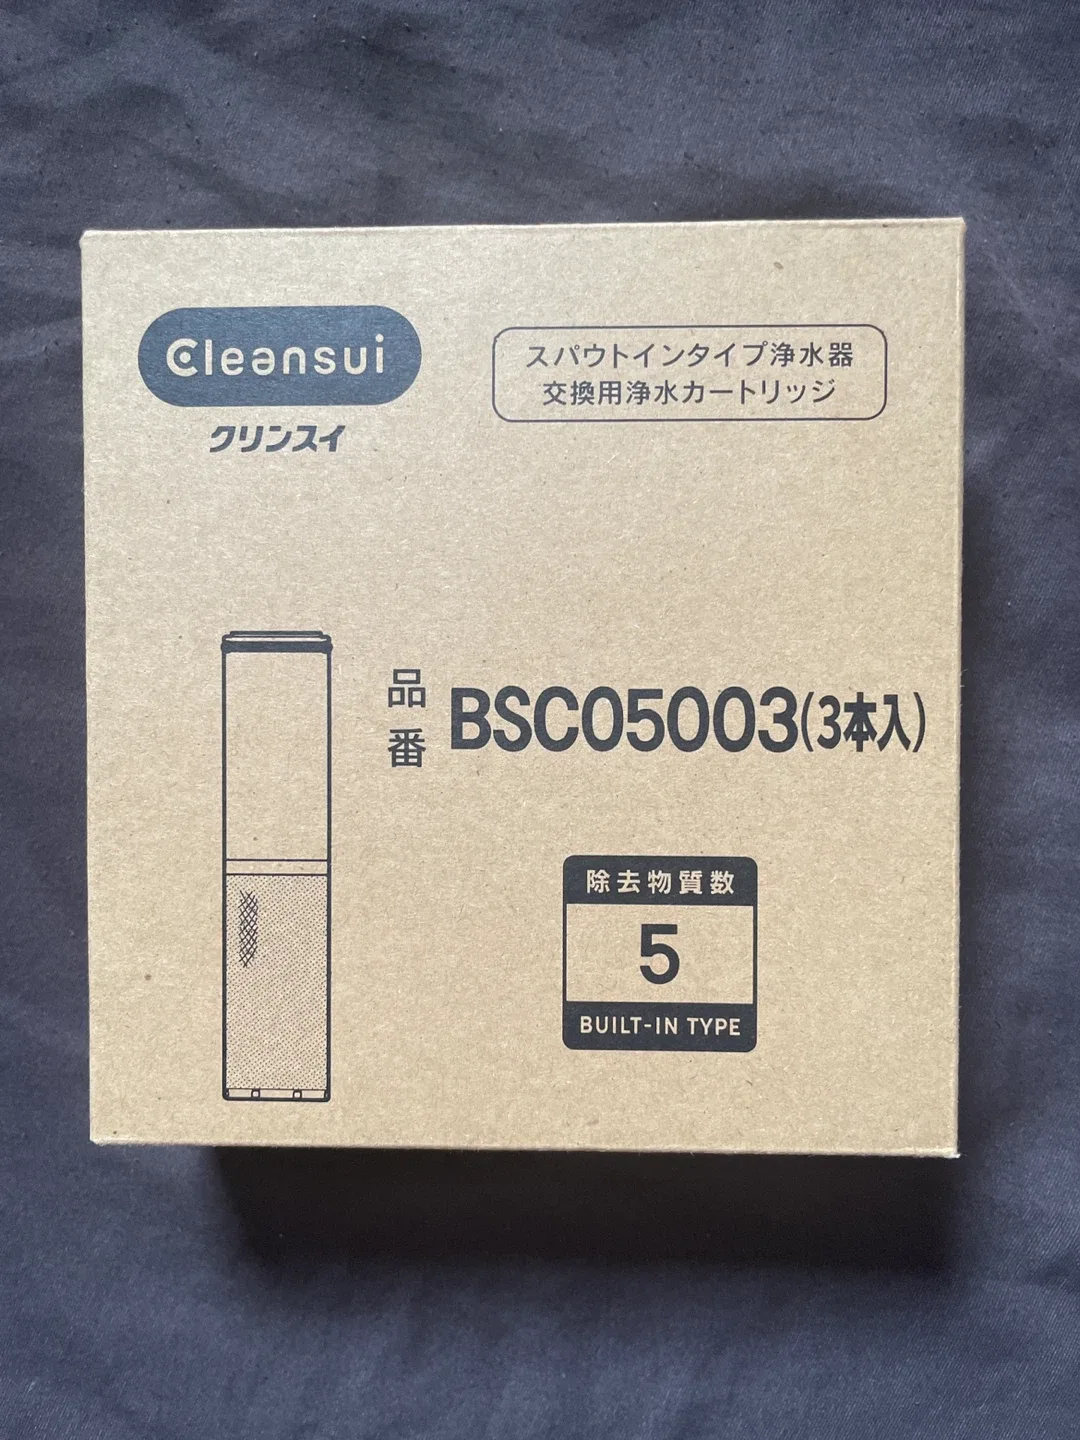 Cleansui
クリンスイ
スパウトインタイプ浄水器
交換用浄水カートリッジ
品番 BSC05003(3本入)
除去物質数
5
BUILT-IN TYPE